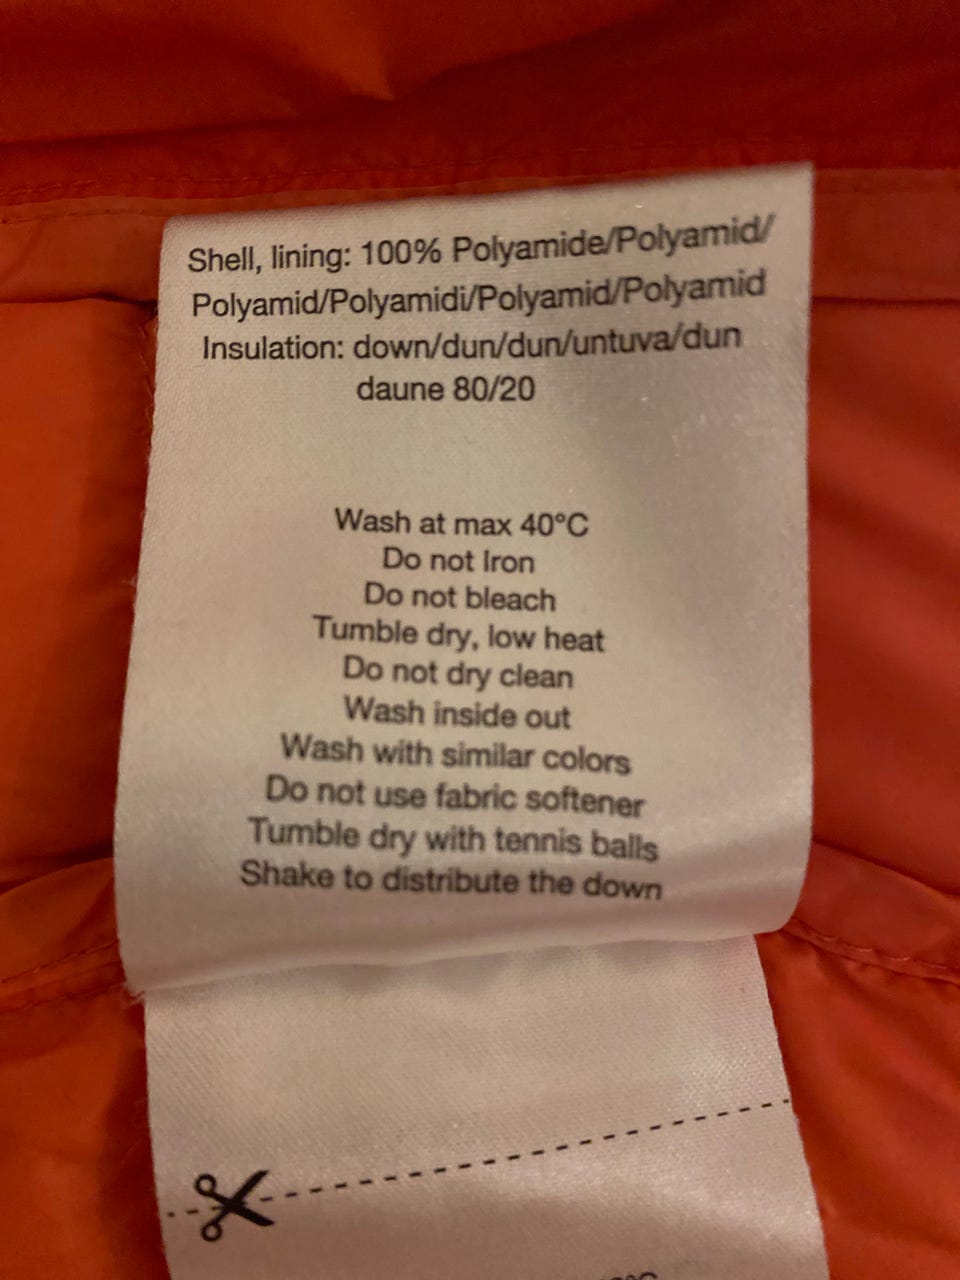 Shell, lining: 100% Polyamide/Polyamid/
Polyamid/Polyamidi/Polyamid/Polyamid
Insulation: down/dun/dun/untuva/dun
daune 80/20
Wash at max 40°C
Do not Iron
Do not bleach
Tumble dry, low heat
Do not dry clean
Wash inside out
Wash with similar colors
Do not use fabric softener
Tumble dry with tennis balls
Shake to distribute the down